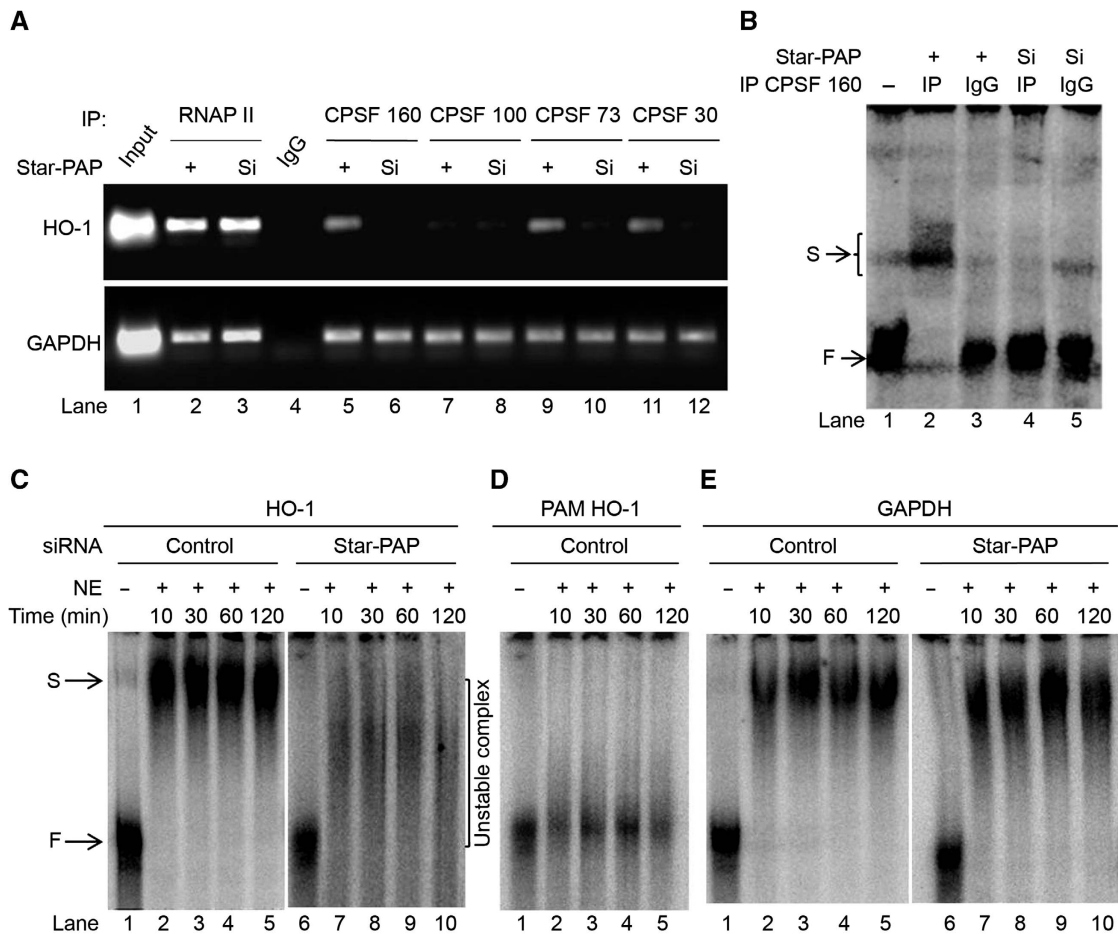 A
IP: RNAP II IgG CPSF 160 CPSF 100 CPSF 73 CPSF 30
Input
Star-PAP + Si + Si + Si + Si + Si
HO-1
GAPDH
Lane 1 2 3 4 5 6 7 8 9 10 11 12
B
Star-PAP + + Si Si
IP CPSF 160 – IP IgG IP IgG
S
F
Lane 1 2 3 4 5
C
HO-1
siRNA Control Star-PAP
NE – + + + + – + + + +
Time (min) 10 30 60 120 10 30 60 120
S
F
Unstable complex
Lane 1 2 3 4 5 6 7 8 9 10
D
PAM HO-1
Control
– + + + +
10 30 60 120
1 2 3 4 5
E
GAPDH
Control Star-PAP
– + + + + – + + + +
10 30 60 120 10 30 60 120
1 2 3 4 5 6 7 8 9 10